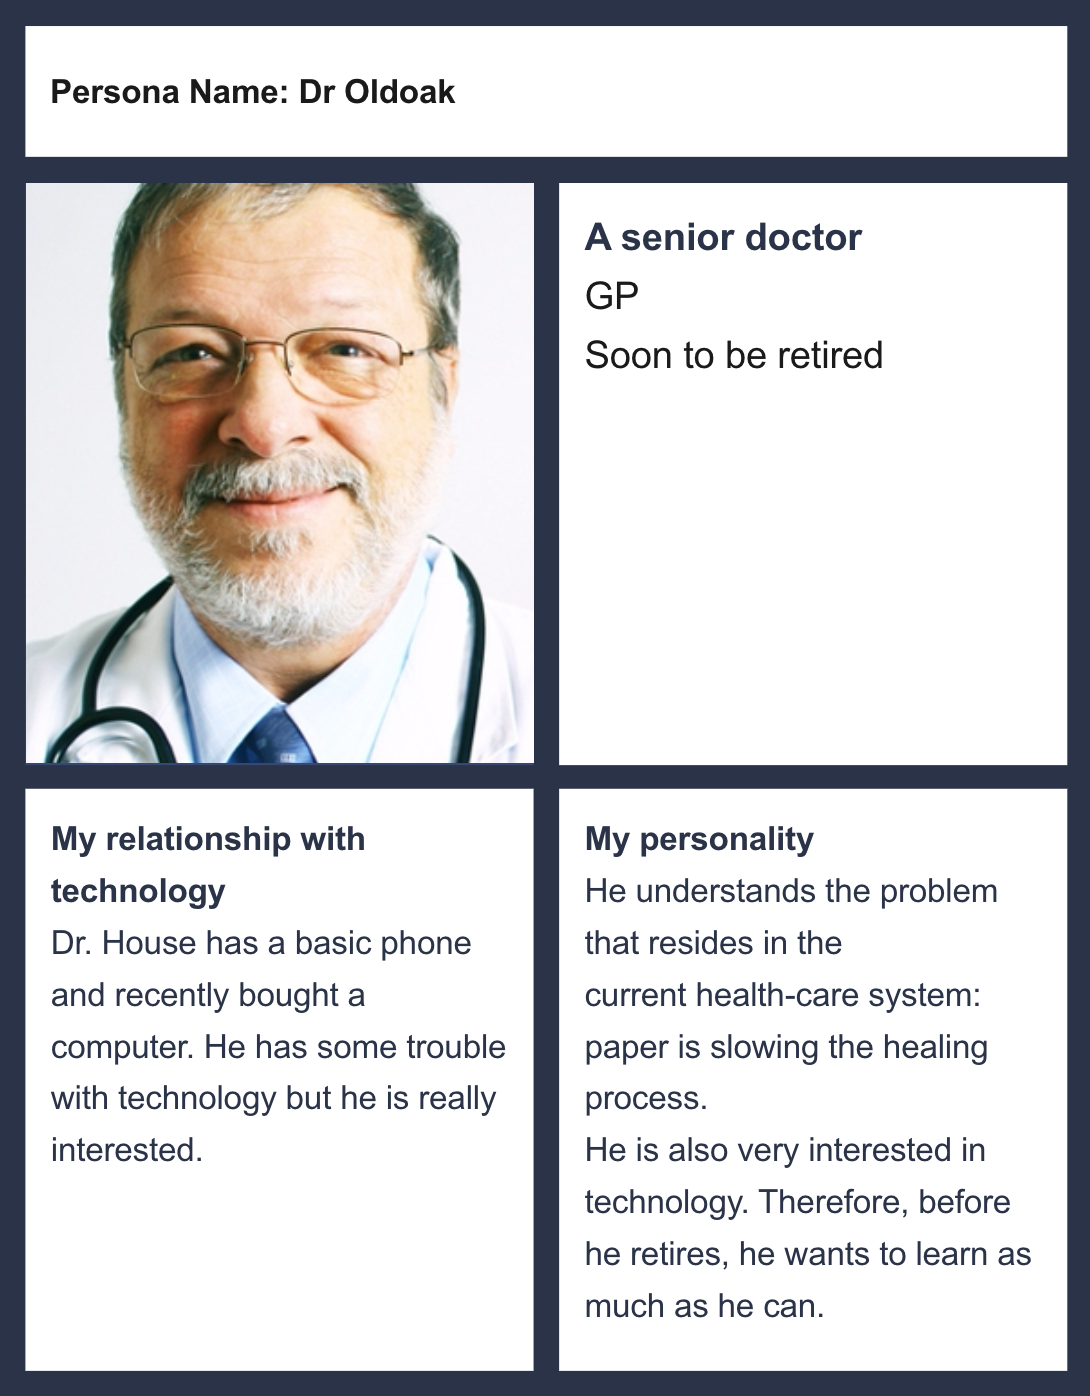 Persona Name: Dr Oldoak
A senior doctor
GP
Soon to be retired
My relationship with
technology
Dr. House has a basic phone
and recently bought a
computer. He has some trouble
with technology but he is really
interested.
My personality
He understands the problem
that resides in the
current health-care system:
paper is slowing the healing
process.
He is also very interested in
technology. Therefore, before
he retires, he wants to learn as
much as he can.